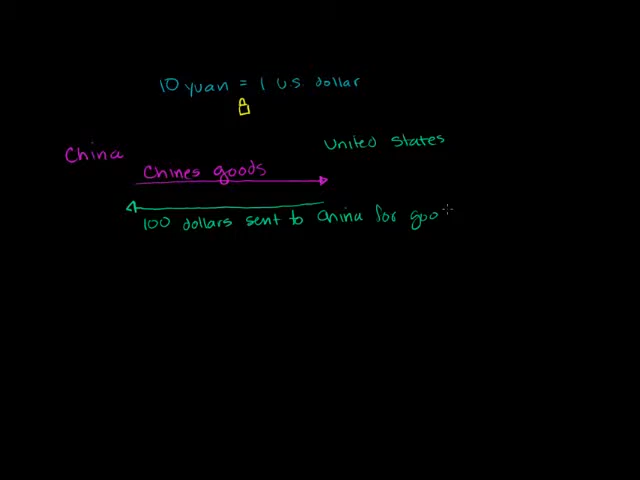 10 yuan = 1 U.S. dollar
United States
China
Chines goods
100 dollars sent to China for goo